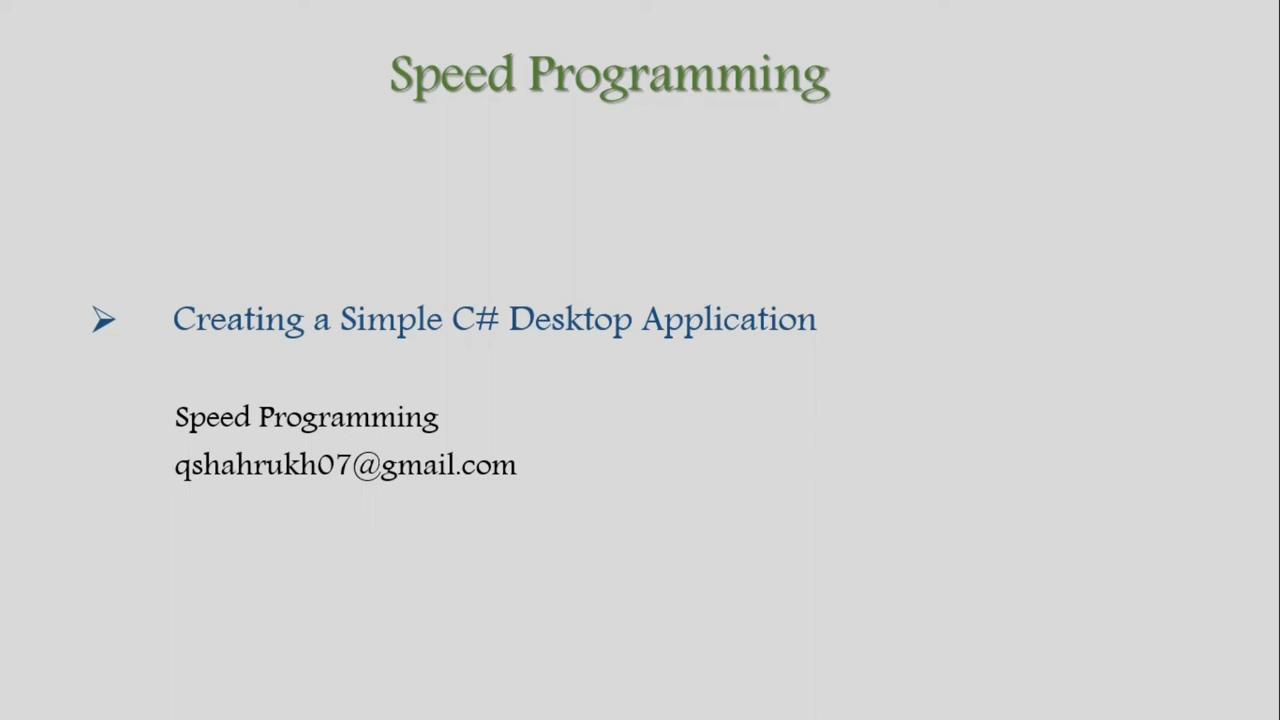 Speed Programming
Creating a Simple C# Desktop Application
Speed Programming
qshahrukh07@gmail.com